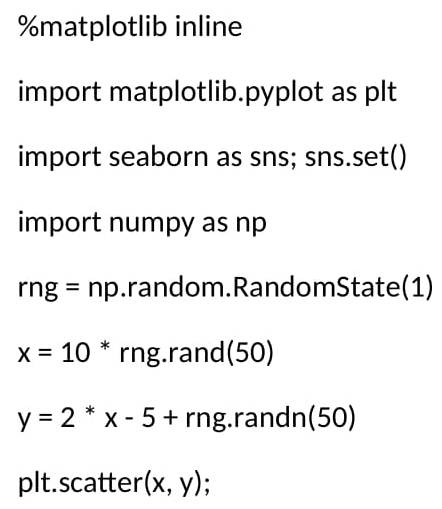 %matplotlib inline
import matplotlib.pyplot as plt
import seaborn as sns; sns.set()
import numpy as np
rng = np.random.RandomState(1)
x = 10 * rng.rand(50)
y = 2 * x - 5 + rng.randn(50)
plt.scatter(x, y);